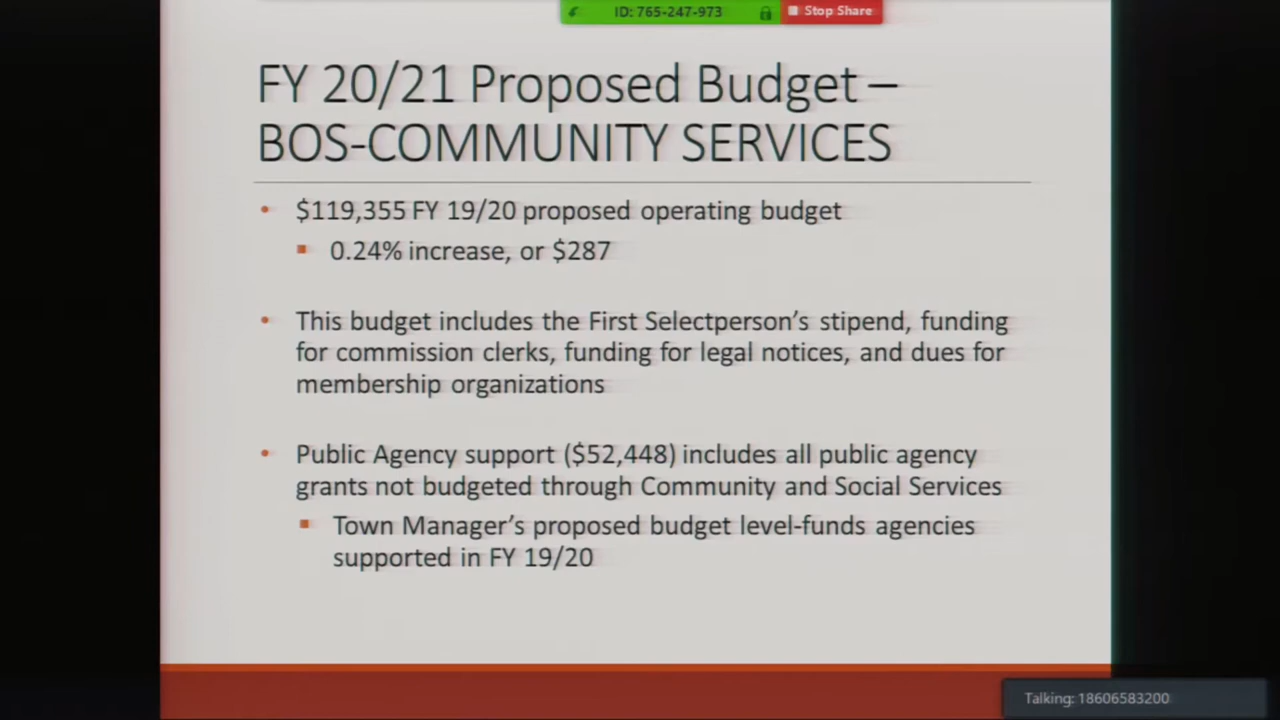 ID: 765-247-973
Stop Share
FY 20/21 Proposed Budget –
BOS-COMMUNITY SERVICES
• $119,355 FY 19/20 proposed operating budget
▪ 0.24% increase, or $287
• This budget includes the First Selectperson’s stipend, funding
for commission clerks, funding for legal notices, and dues for
membership organizations
• Public Agency support ($52,448) includes all public agency
grants not budgeted through Community and Social Services
▪ Town Manager’s proposed budget level-funds agencies
supported in FY 19/20
Talking: 18606583200